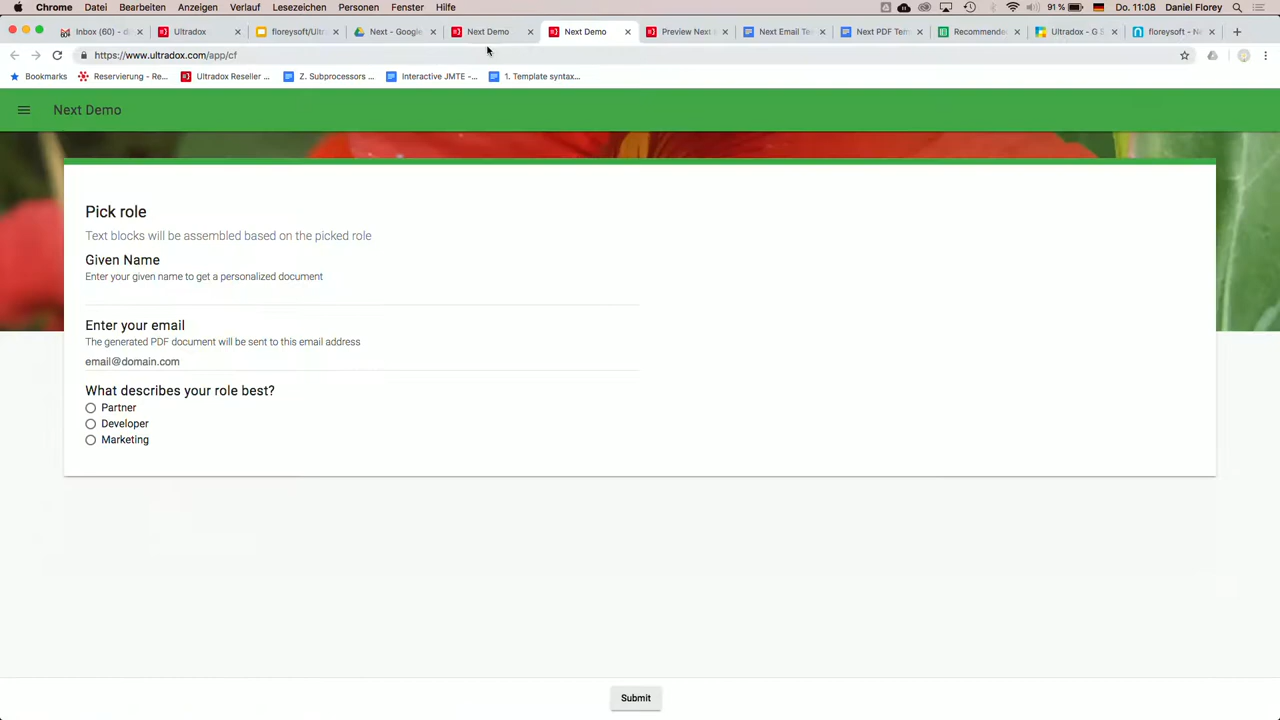 Chrome Datei Bearbeiten Anzeigen Verlauf Lesezeichen Personen Fenster Hilfe 91 % Do. 11:08 Daniel Florey
Inbox (60) - d Ultradox floreysoft/Ult Next - Google Next Demo Next Demo Preview Next Next Email Tem Next PDF Tem Recommende Ultradox - G S floreysoft - Ne
https://www.ultradox.com/app/cf
Bookmarks Reservierung - Re... Ultradox Reseller ... Z. Subprocessors ... Interactive JMTE -... 1. Template syntax...
Next Demo
Pick role
Text blocks will be assembled based on the picked role
Given Name
Enter your given name to get a personalized document
Enter your email
The generated PDF document will be sent to this email address
email@domain.com
What describes your role best?
Partner
Developer
Marketing
Submit